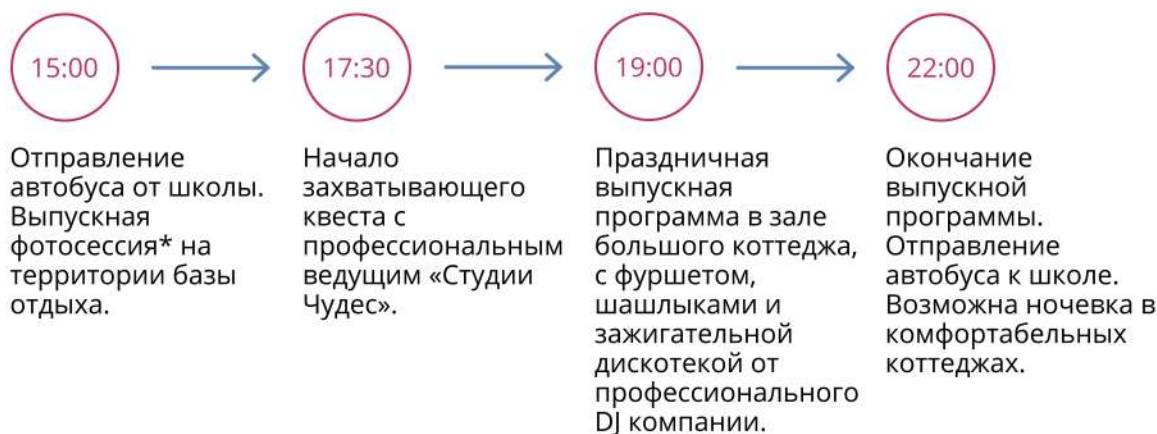 15:00
Отправление
автобуса от школы.
Выпускная
фотосессия* на
территории базы
отдыха.
17:30
Начало
захватывающего
квеста с
профессиональным
ведущим «Студии
Чудес».
19:00
Праздничная
выпускная
программа в зале
большого коттеджа,
с фуршетом,
шашлыками и
зажигательной
дискотекой от
профессионального
DJ компании.
22:00
Окончание
выпускной
программы.
Отправление
автобуса к школе.
Возможна ночевка в
комфортабельных
коттеджах.